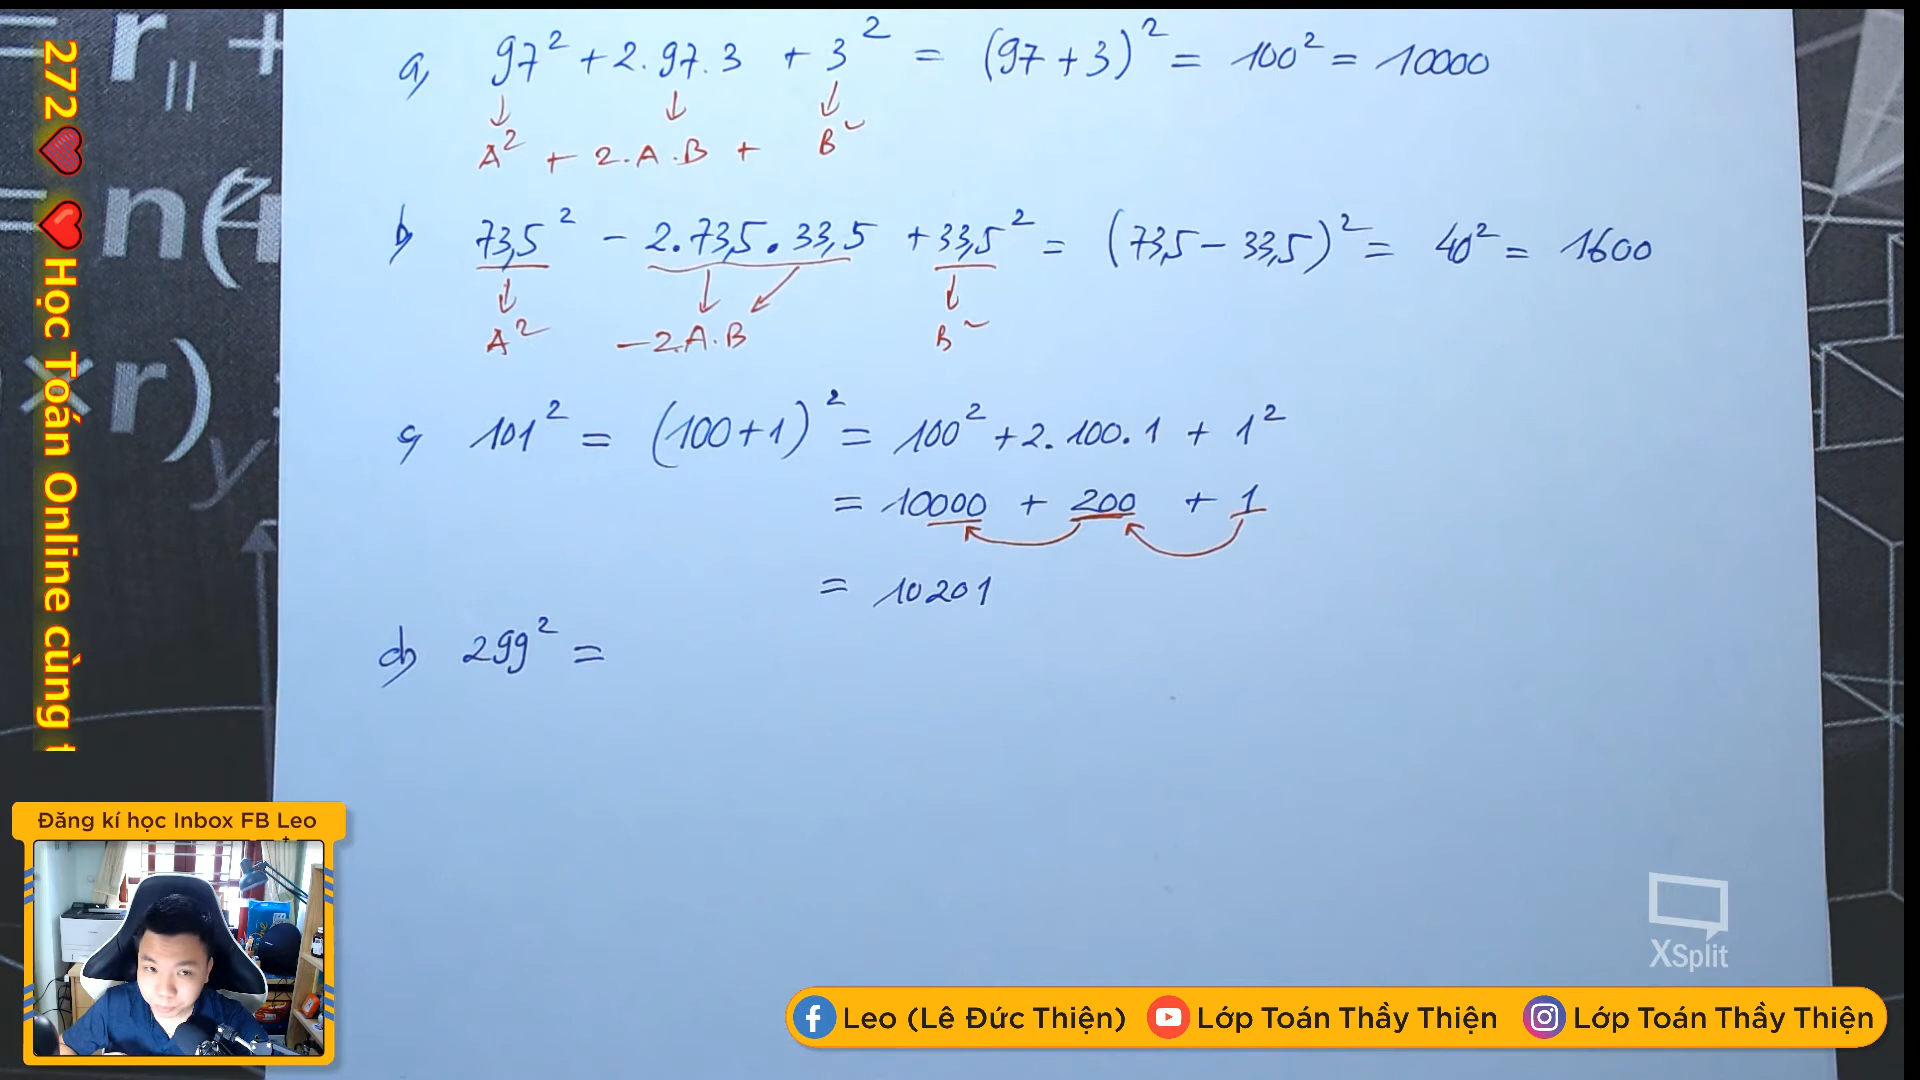 a, 97² + 2.97.3 + 3² = (97+3)² = 100² = 10000
A² + 2.A.B + B²
b, 73,5² - 2.73,5.33,5 + 33,5² = (73,5 - 33,5)² = 40² = 1600
A² -2.A.B B²
c, 101² = (100+1)² = 100² + 2.100.1 + 1²
= 10000 + 200 + 1
= 10201
d, 299² =
272❤️ ❤️Học Toán Online cùng t
Đăng kí học Inbox FB Leo
XSplit
Leo (Lê Đức Thiện) Lớp Toán Thầy Thiện Lớp Toán Thầy Thiện